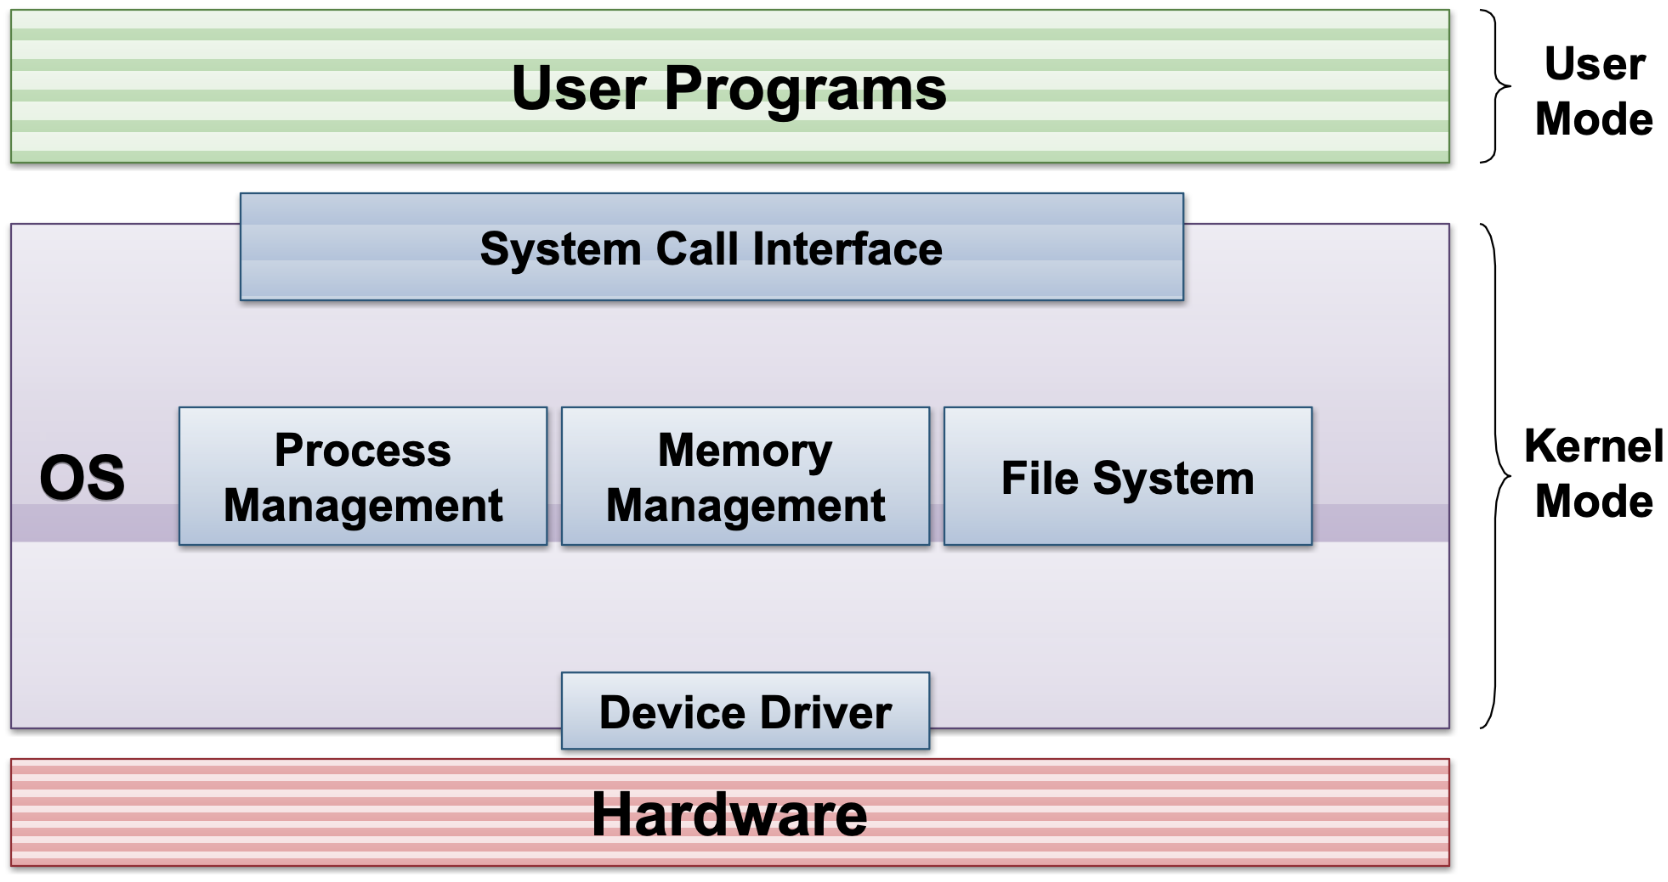 User Programs
User
Mode
System Call Interface
OS
Process
Management
Memory
Management
File System
Kernel
Mode
Device Driver
Hardware